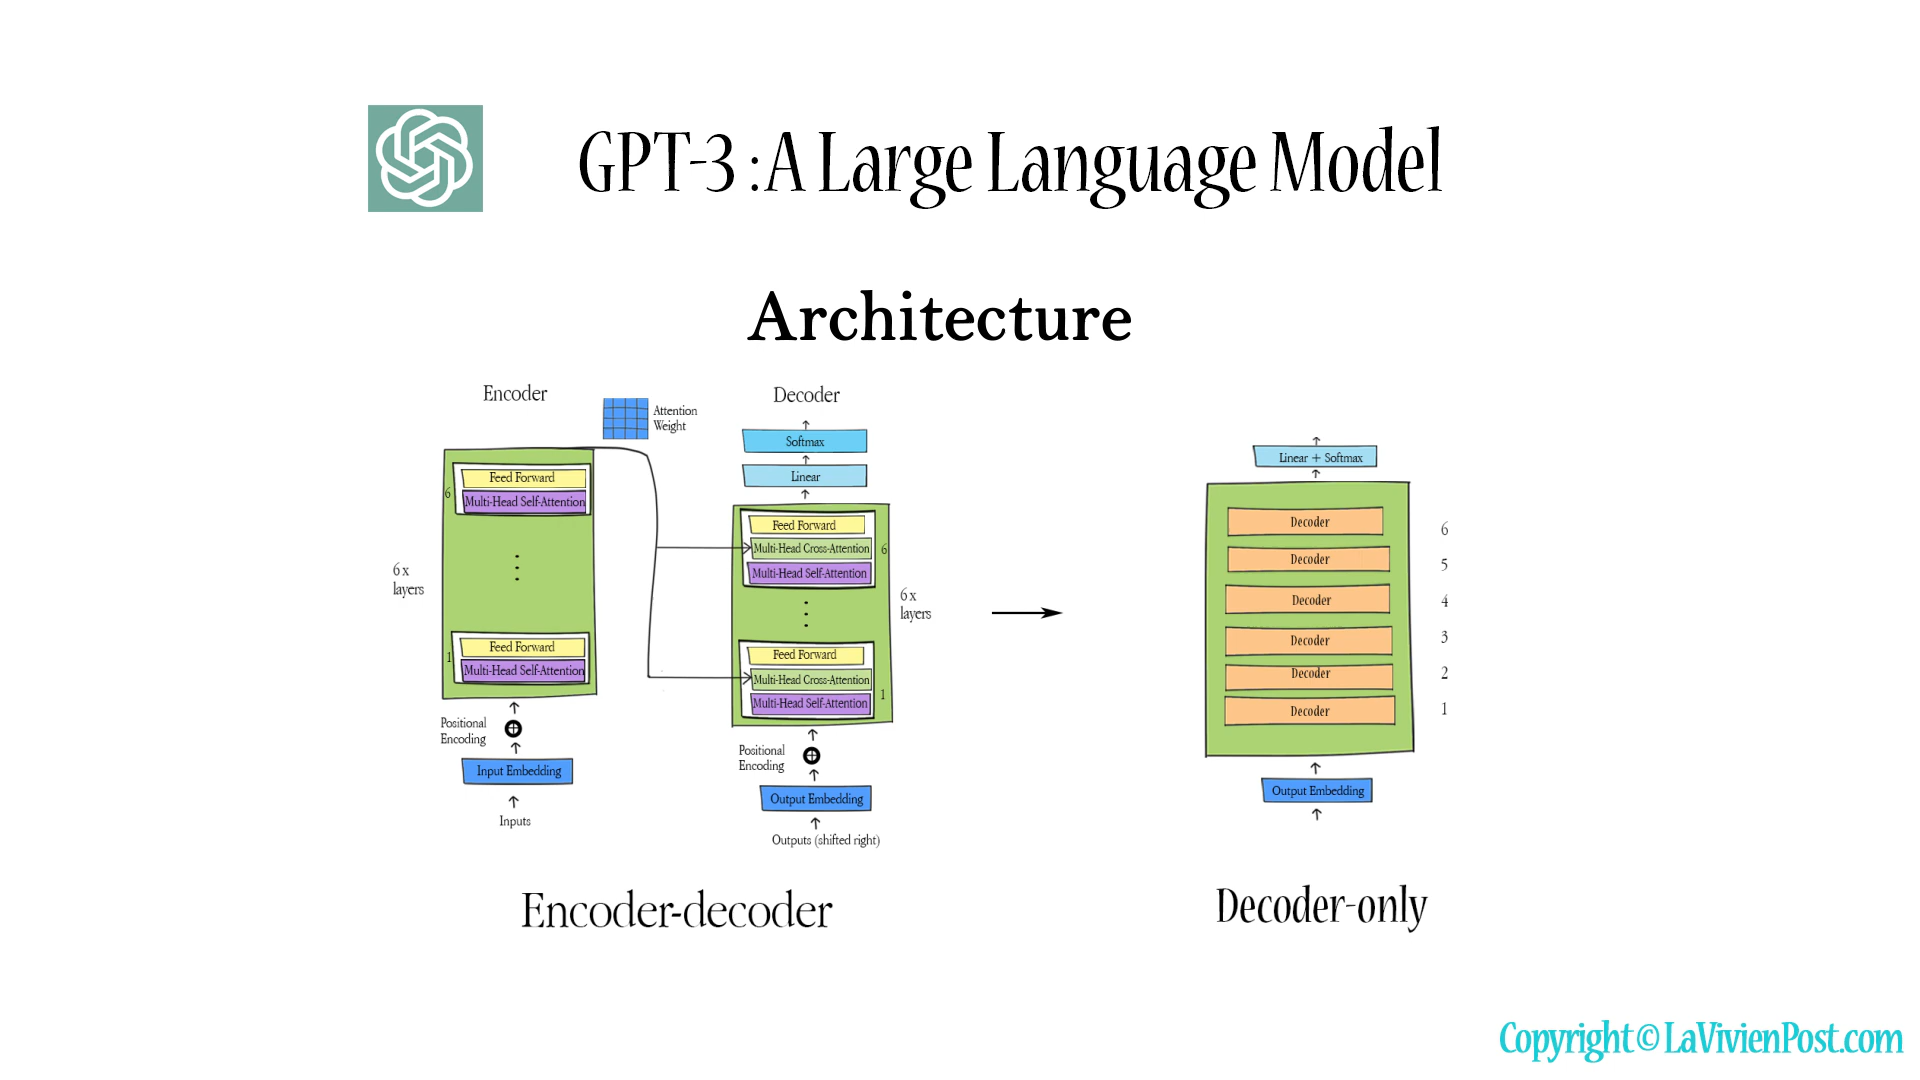 GPT-3 : A Large Language Model
Architecture
Encoder
Attention
Weight
Feed Forward
Multi-Head Self-Attention
6
6 x
layers
Feed Forward
Multi-Head Self-Attention
1
Positional
Encoding
Input Embedding
Inputs
Decoder
Softmax
Linear
Feed Forward
Multi-Head Cross-Attention
6
Multi-Head Self-Attention
6 x
layers
Feed Forward
Multi-Head Cross-Attention
1
Multi-Head Self-Attention
Positional
Encoding
Output Embedding
Outputs (shifted right)
Encoder-decoder
Linear + Softmax
Decoder 6
Decoder 5
Decoder 4
Decoder 3
Decoder 2
Decoder 1
Output Embedding
Decoder-only
Copyright © LaVivienPost.com